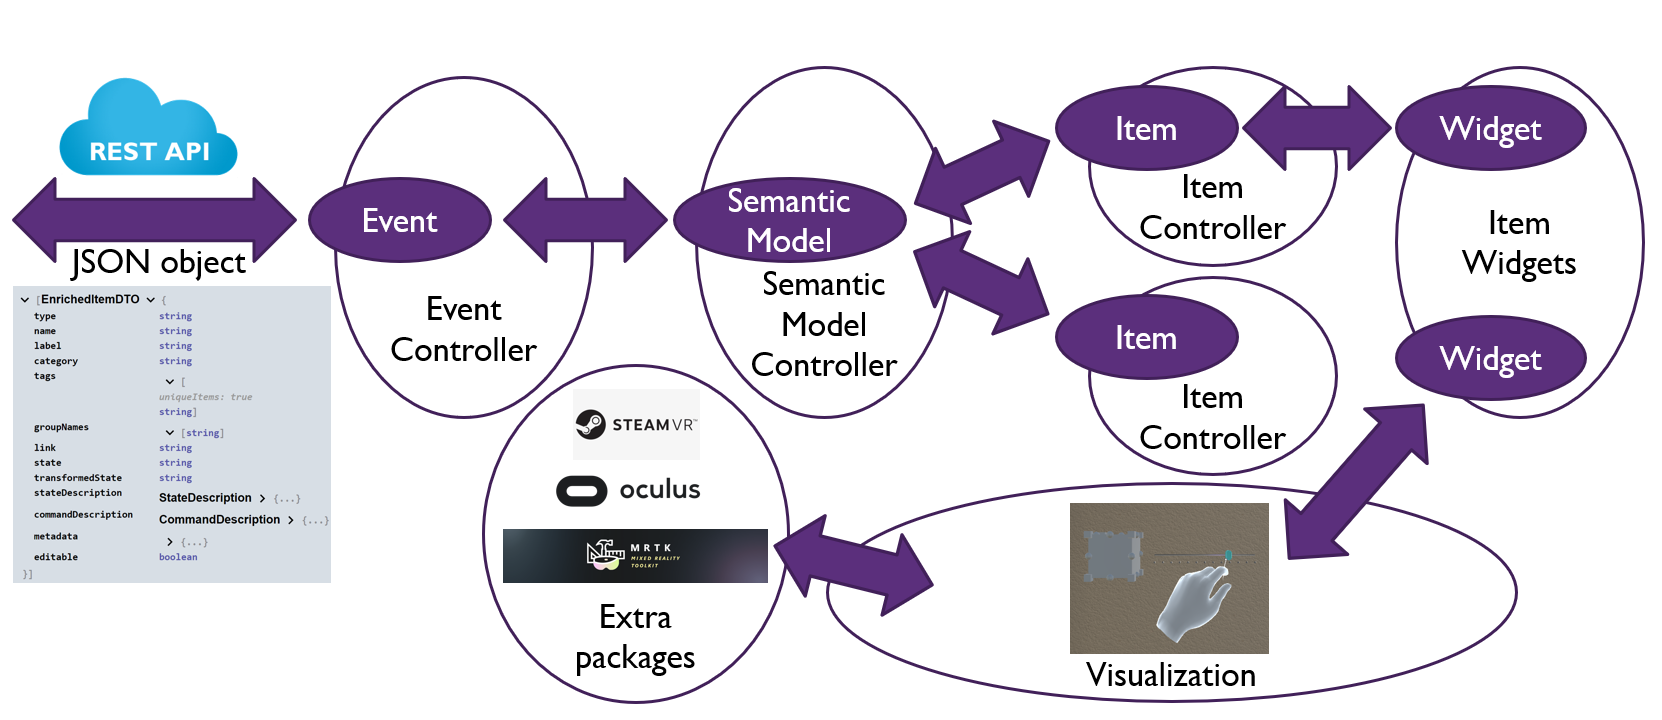 REST API
JSON object
[EnrichedItemDTO {
type string
name string
label string
category string
tags [
uniqueItems: true
string]
groupNames [string]
link string
state string
transformedState string
stateDescription StateDescription {...}
commandDescription CommandDescription {...}
metadata {...}
editable boolean
}]
Event
Event
Controller
Semantic
Model
Semantic
Model
Controller
Item
Item
Controller
Item
Item
Controller
Widget
Item
Widgets
Widget
STEAMVR™
oculus
MRTK
MIXED REALITY
TOOLKIT
Extra
packages
Visualization